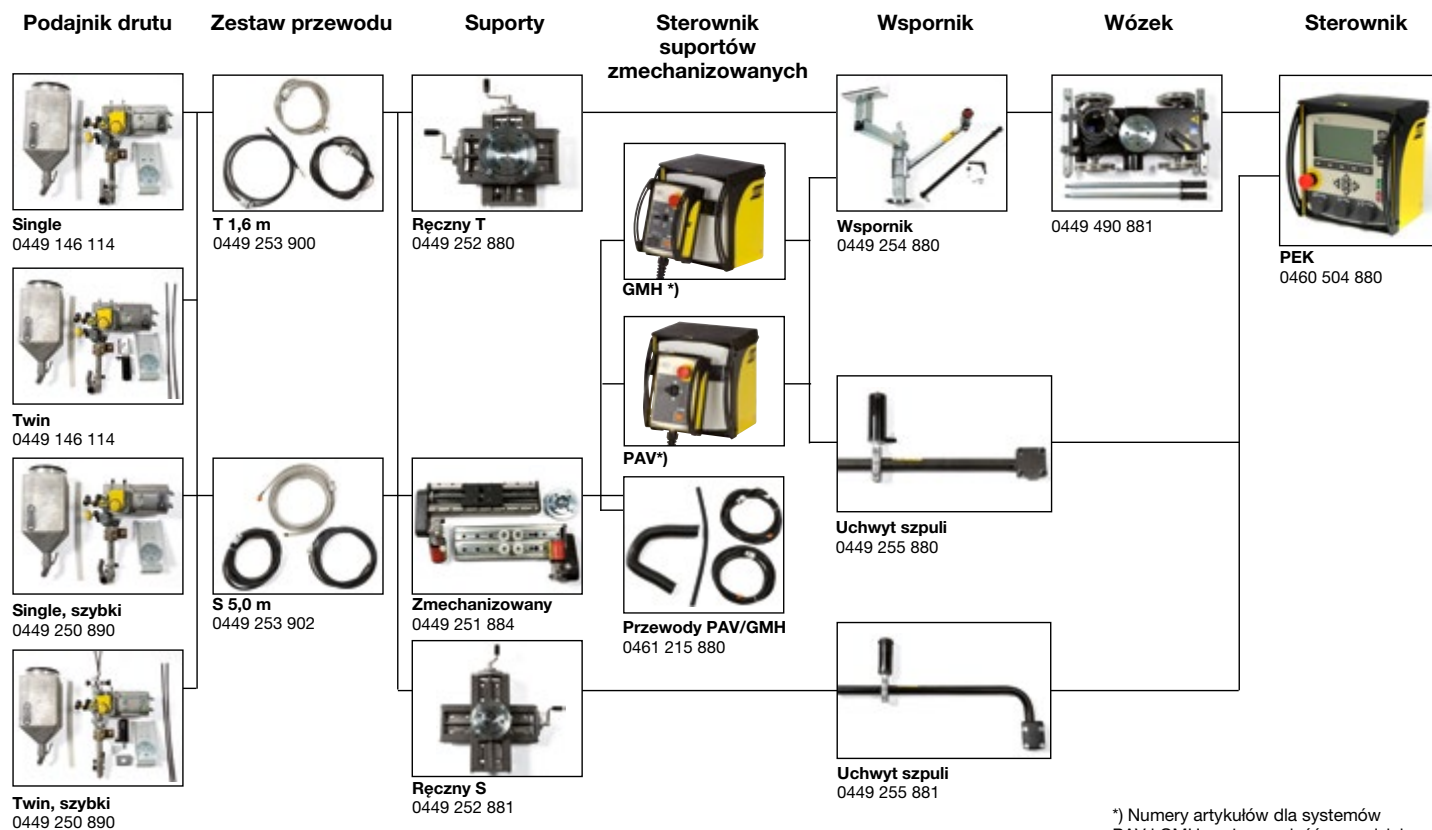 Podajnik drutu
Zestaw przewodu
Suporty
Sterownik
suportów
zmechanizowanych
Wspornik
Wózek
Sterownik
Single
0449 146 114
Twin
0449 146 114
Single, szybki
0449 250 890
Twin, szybki
0449 250 890
T 1,6 m
0449 253 900
S 5,0 m
0449 253 902
Ręczny T
0449 252 880
Zmechanizowany
0449 251 884
Ręczny S
0449 252 881
GMH *)
PAV*)
Przewody PAV/GMH
0461 215 880
Wspornik
0449 254 880
Uchwyt szpuli
0449 255 880
Uchwyt szpuli
0449 255 881
0449 490 881
PEK
0460 504 880
*) Numery artykułów dla systemów